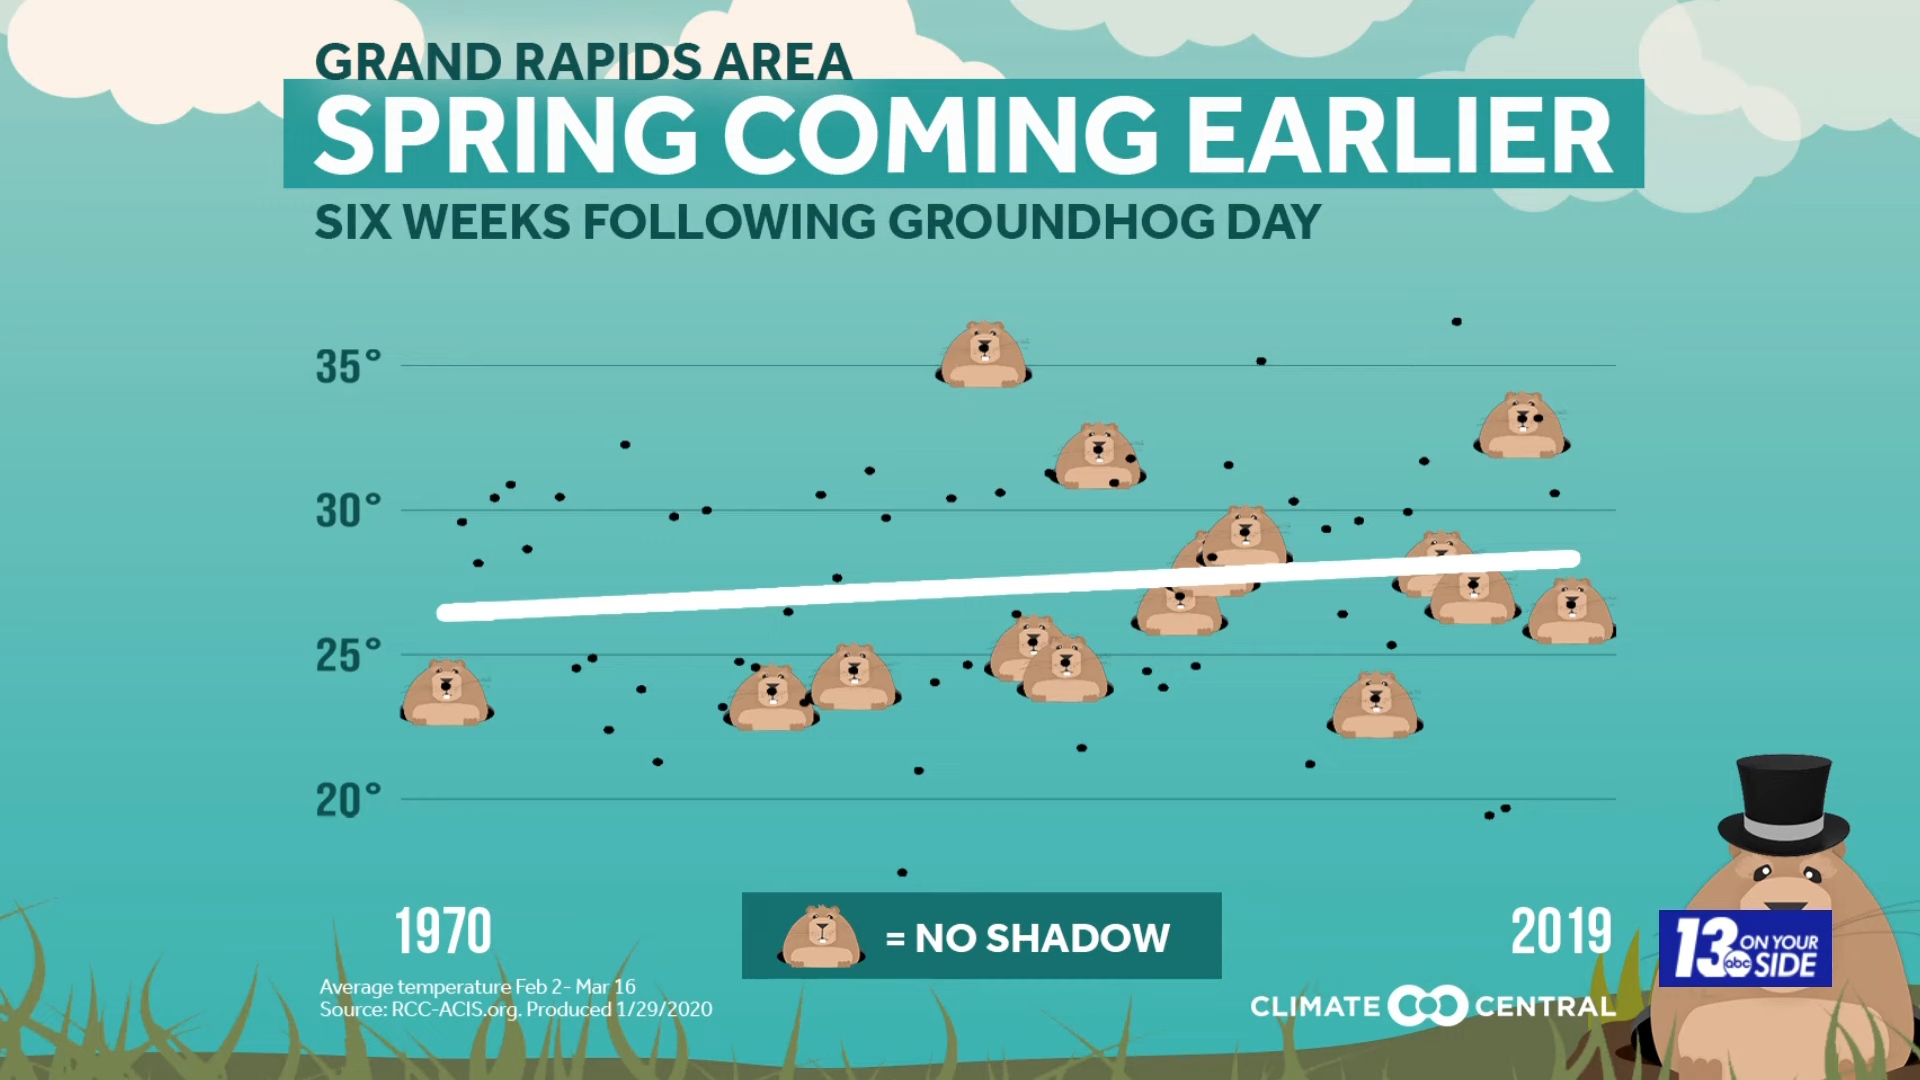 GRAND RAPIDS AREA
SPRING COMING EARLIER
SIX WEEKS FOLLOWING GROUNDHOG DAY
35°
30°
25°
20°
1970
2019
= NO SHADOW
Average temperature Feb 2- Mar 16
Source: RCC-ACIS.org. Produced 1/29/2020
CLIMATE CENTRAL
13 ON YOUR
abc SIDE